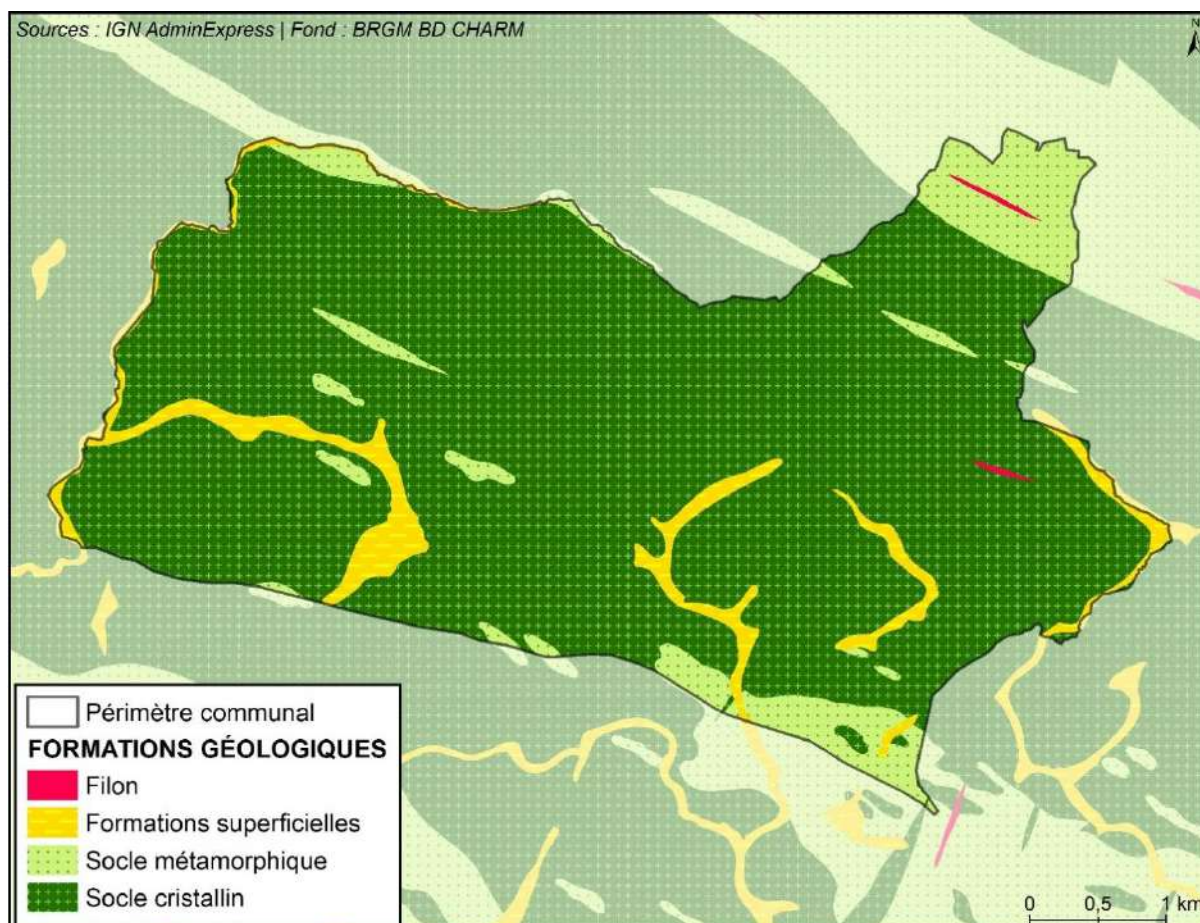 Sources : IGN AdminExpress | Fond : BRGM BD CHARM
N
Périmètre communal
FORMATIONS GÉOLOGIQUES
Filon
Formations superficielles
Socle métamorphique
Socle cristallin
0 0,5 1 km